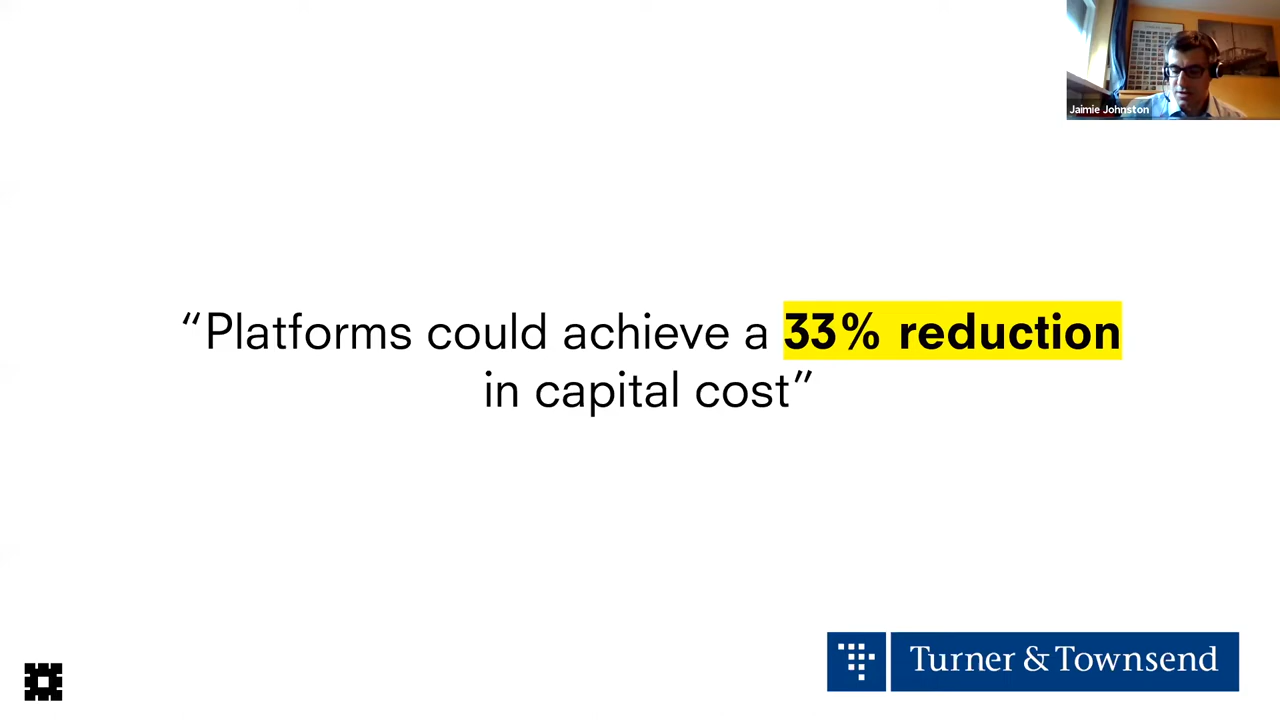 Jaimie Johnston
“Platforms could achieve a 33% reduction
in capital cost”
Turner & Townsend